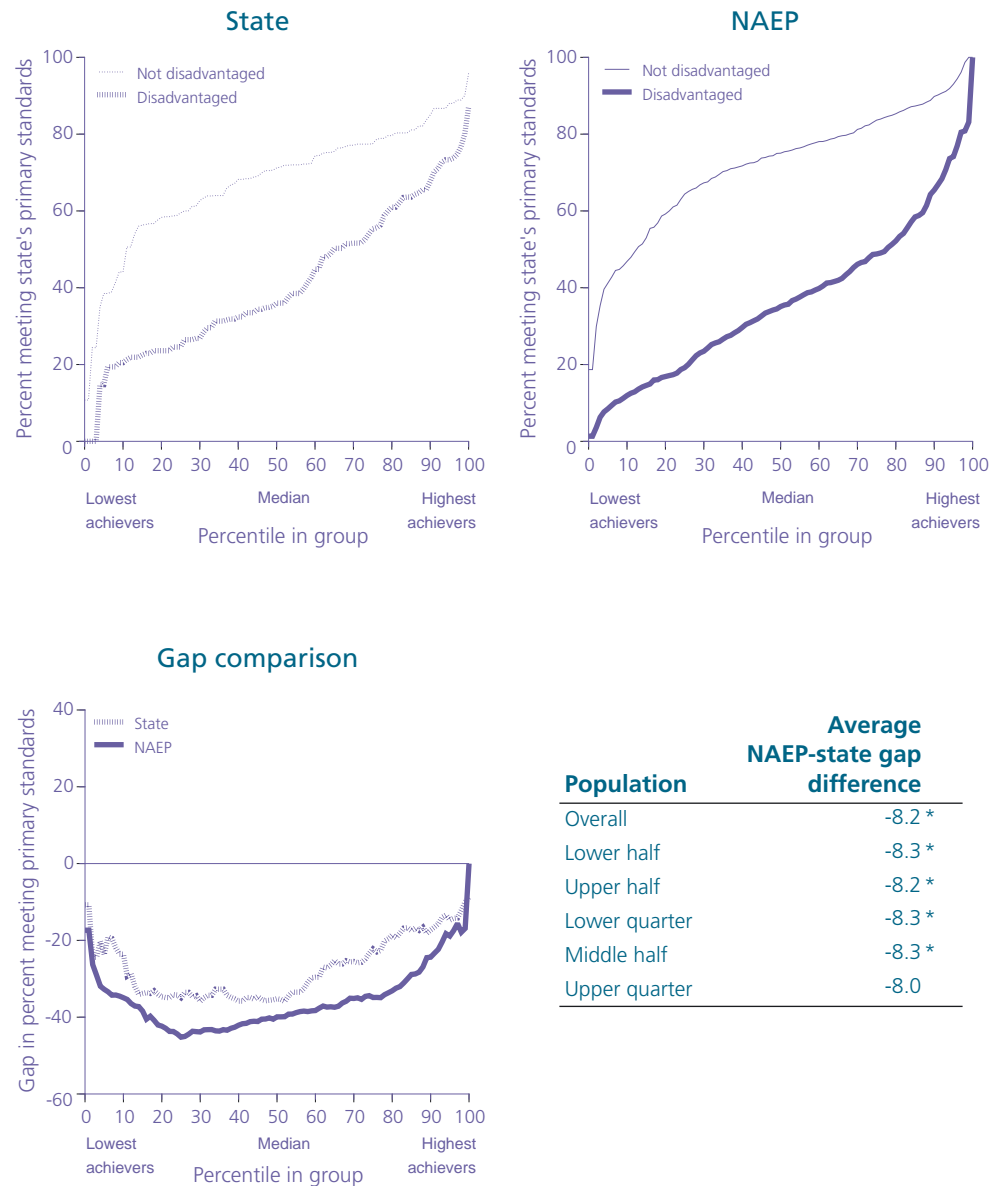 State
Percent meeting state's primary standards
100
80
60
40
20
0
Not disadvantaged
Disadvantaged
0 10 20 30 40 50 60 70 80 90 100
Lowest achievers
Median
Highest achievers
Percentile in group
NAEP
Percent meeting state's primary standards
100
80
60
40
20
0
Not disadvantaged
Disadvantaged
0 10 20 30 40 50 60 70 80 90 100
Lowest achievers
Median
Highest achievers
Percentile in group
Gap comparison
Gap in percent meeting primary standards
40
20
0
-20
-40
-60
State
NAEP
0 10 20 30 40 50 60 70 80 90 100
Lowest achievers
Median
Highest achievers
Percentile in group
Average
NAEP-state gap
Population difference
Overall -8.2 *
Lower half -8.3 *
Upper half -8.2 *
Lower quarter -8.3 *
Middle half -8.3 *
Upper quarter -8.0